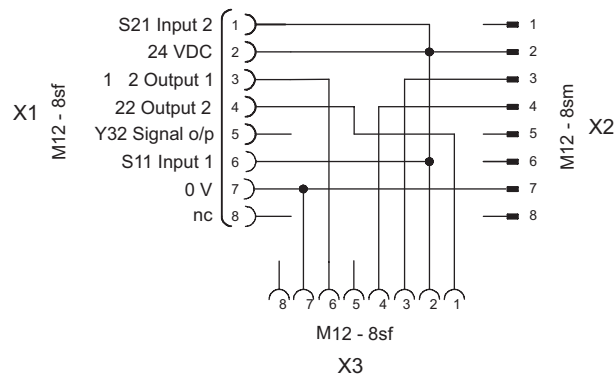 S21 Input 2 1
24 VDC 2
1 2 Output 1 3
22 Output 2 4
Y32 Signal o/p 5
S11 Input 1 6
0 V 7
nc 8
X1
M12 - 8sf
1
2
3
4
5
6
7
8
M12 - 8sm
X2
8 7 6 5 4 3 2 1
M12 - 8sf
X3